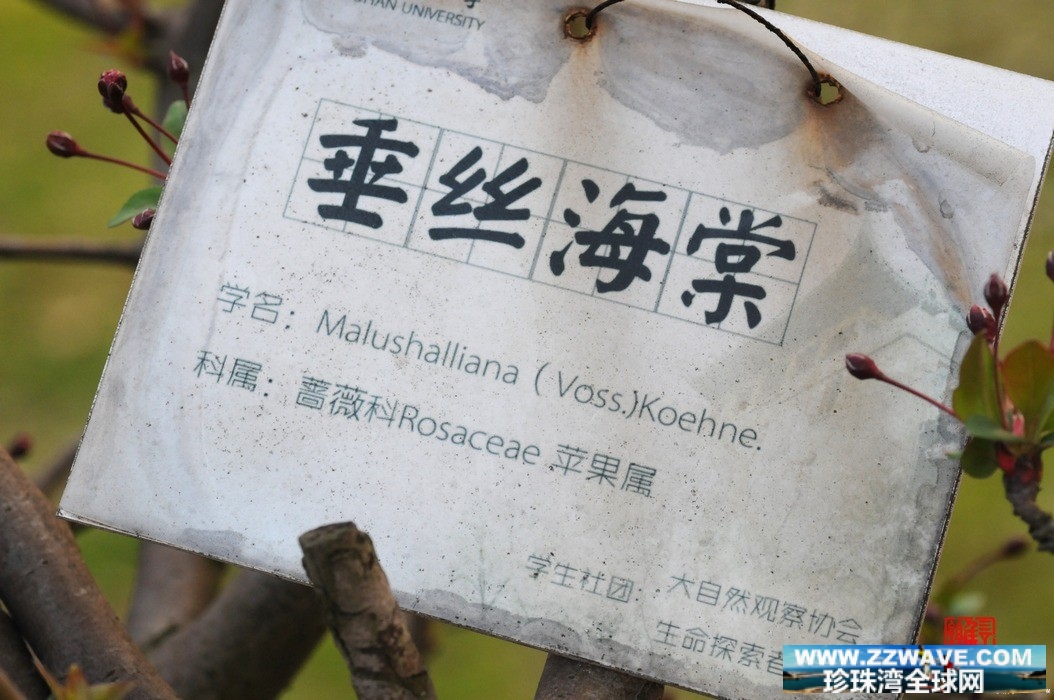 UNIVERSITY
垂丝海棠
学名：Malushalliana（Voss.)Koehne.
科属：蔷薇科Rosaceae 苹果属
学生社团：大自然观察协会
生命探索者
WWW.ZZWAVE.COM
珍珠湾全球网